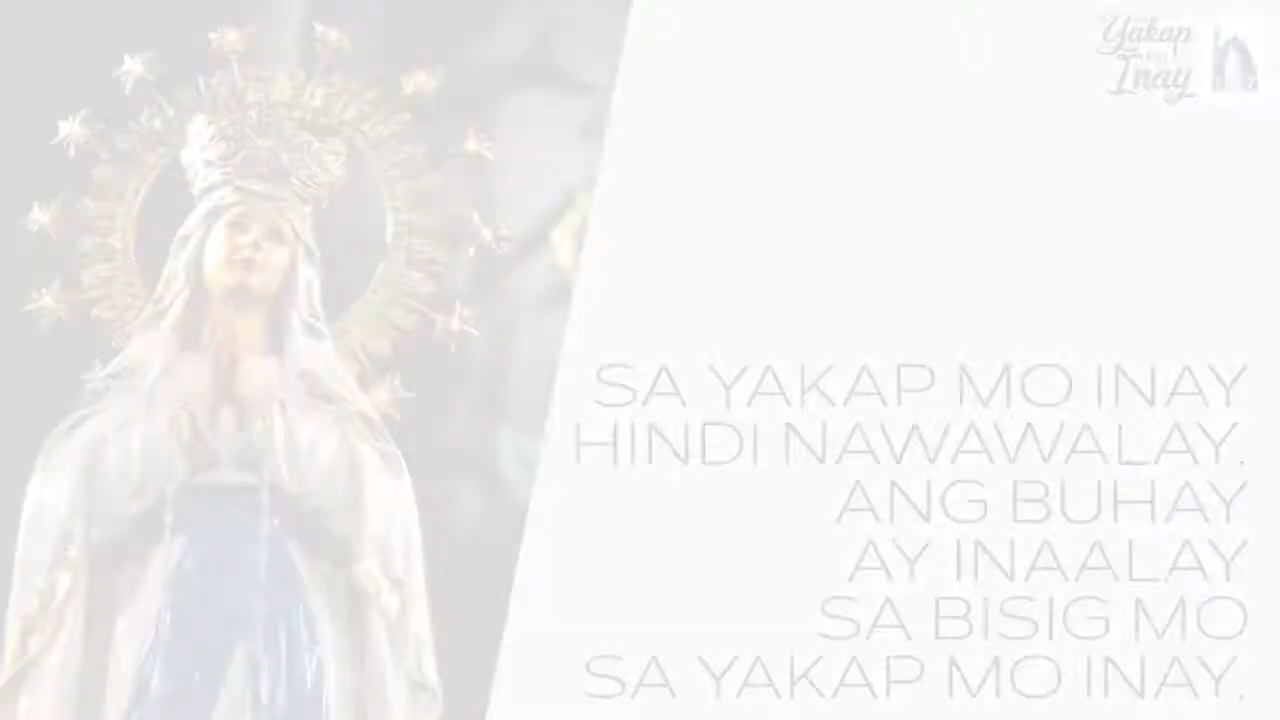 Yakap
Inay
SA YAKAP MO INAY
HINDI NAWAWALAY.
ANG BUHAY
AY INAALAY
SA BISIG MO
SA YAKAP MO INAY.